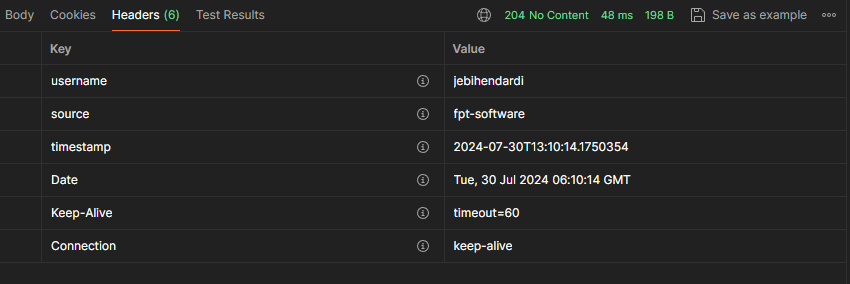 Body Cookies Headers (6) Test Results 204 No Content 48 ms 198 B Save as example
Key Value
username jebihendardi
source fpt-software
timestamp 2024-07-30T13:10:14.1750354
Date Tue, 30 Jul 2024 06:10:14 GMT
Keep-Alive timeout=60
Connection keep-alive